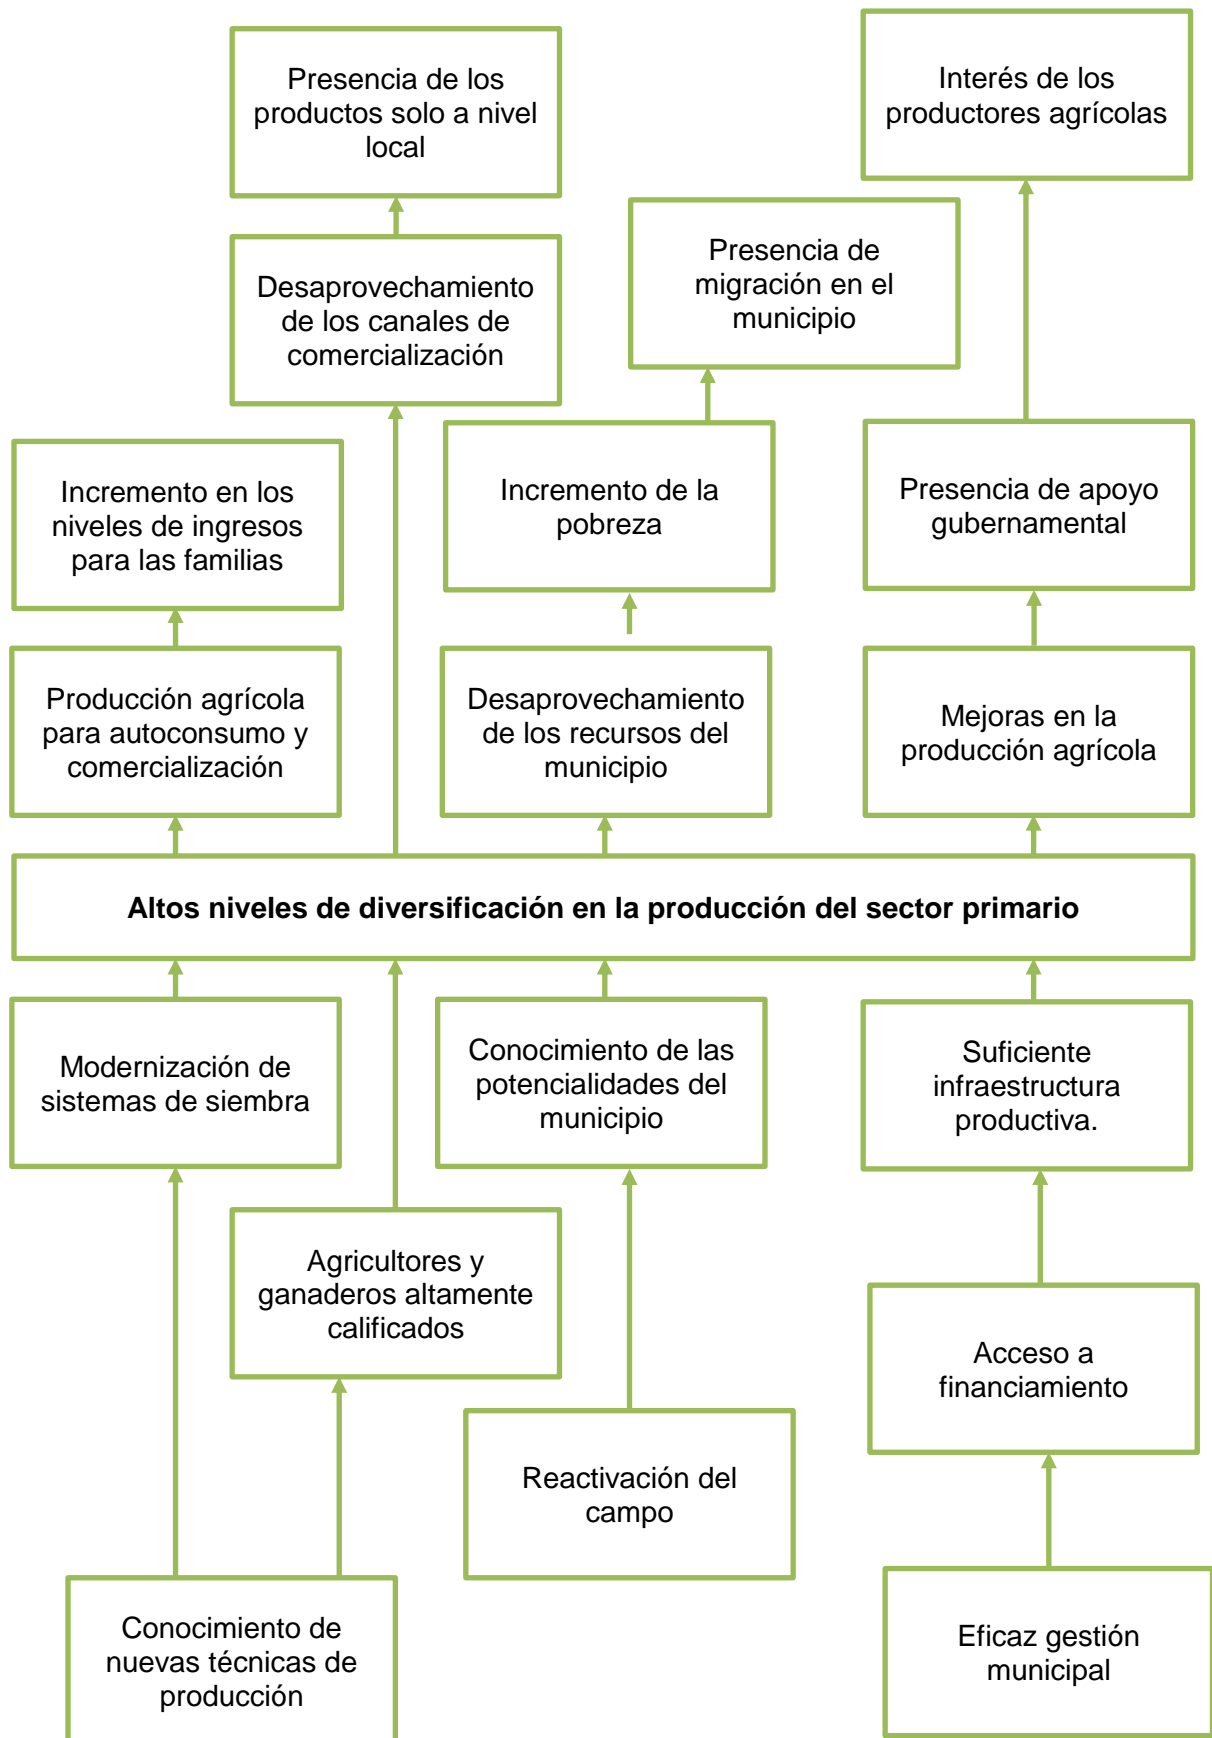 Presencia de los
productos solo a nivel
local
Interés de los
productores agrícolas
Presencia de
migración en el
municipio
Desaprovechamiento
de los canales de
comercialización
Incremento en los
niveles de ingresos
para las familias
Incremento de la
pobreza
Presencia de apoyo
gubernamental
Producción agrícola
para autoconsumo y
comercialización
Desaprovechamiento
de los recursos del
municipio
Mejoras en la
producción agrícola
Altos niveles de diversificación en la producción del sector primario
Modernización de
sistemas de siembra
Conocimiento de las
potencialidades del
municipio
Suficiente
infraestructura
productiva.
Agricultores y
ganaderos altamente
calificados
Acceso a
financiamiento
Reactivación del
campo
Conocimiento de
nuevas técnicas de
producción
Eficaz gestión
municipal